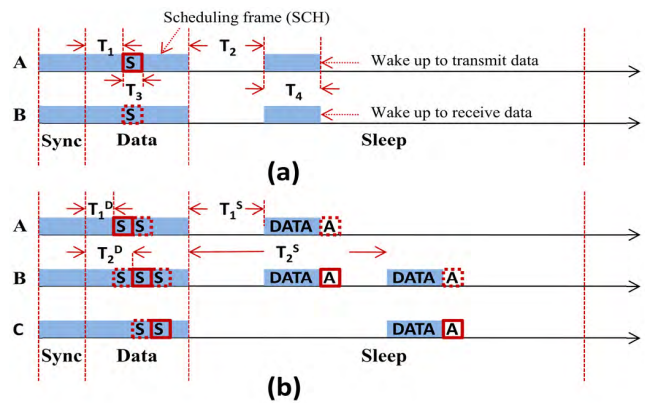 Scheduling frame (SCH)
T1 T2
A S Wake up to transmit data
T3 T4
B S Wake up to receive data
Sync Data Sleep
(a)
T1D T1S
A S S DATA A
T2D T2S
B S S S DATA A DATA A
C S S DATA A
Sync Data Sleep
(b)